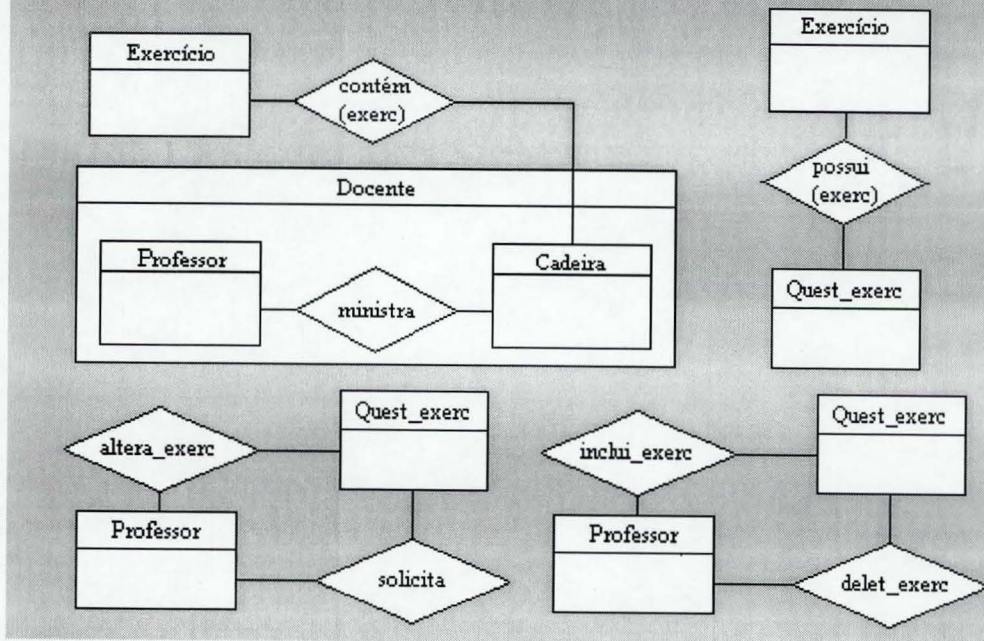 Exercício
contém
(exerc)
Exercício
possui
(exerc)
Docente
Professor
ministra
Cadeira
Quest_exerc
altera_exerc
Quest_exerc
Professor
solicita
inclui_exerc
Quest_exerc
Professor
delet_exerc